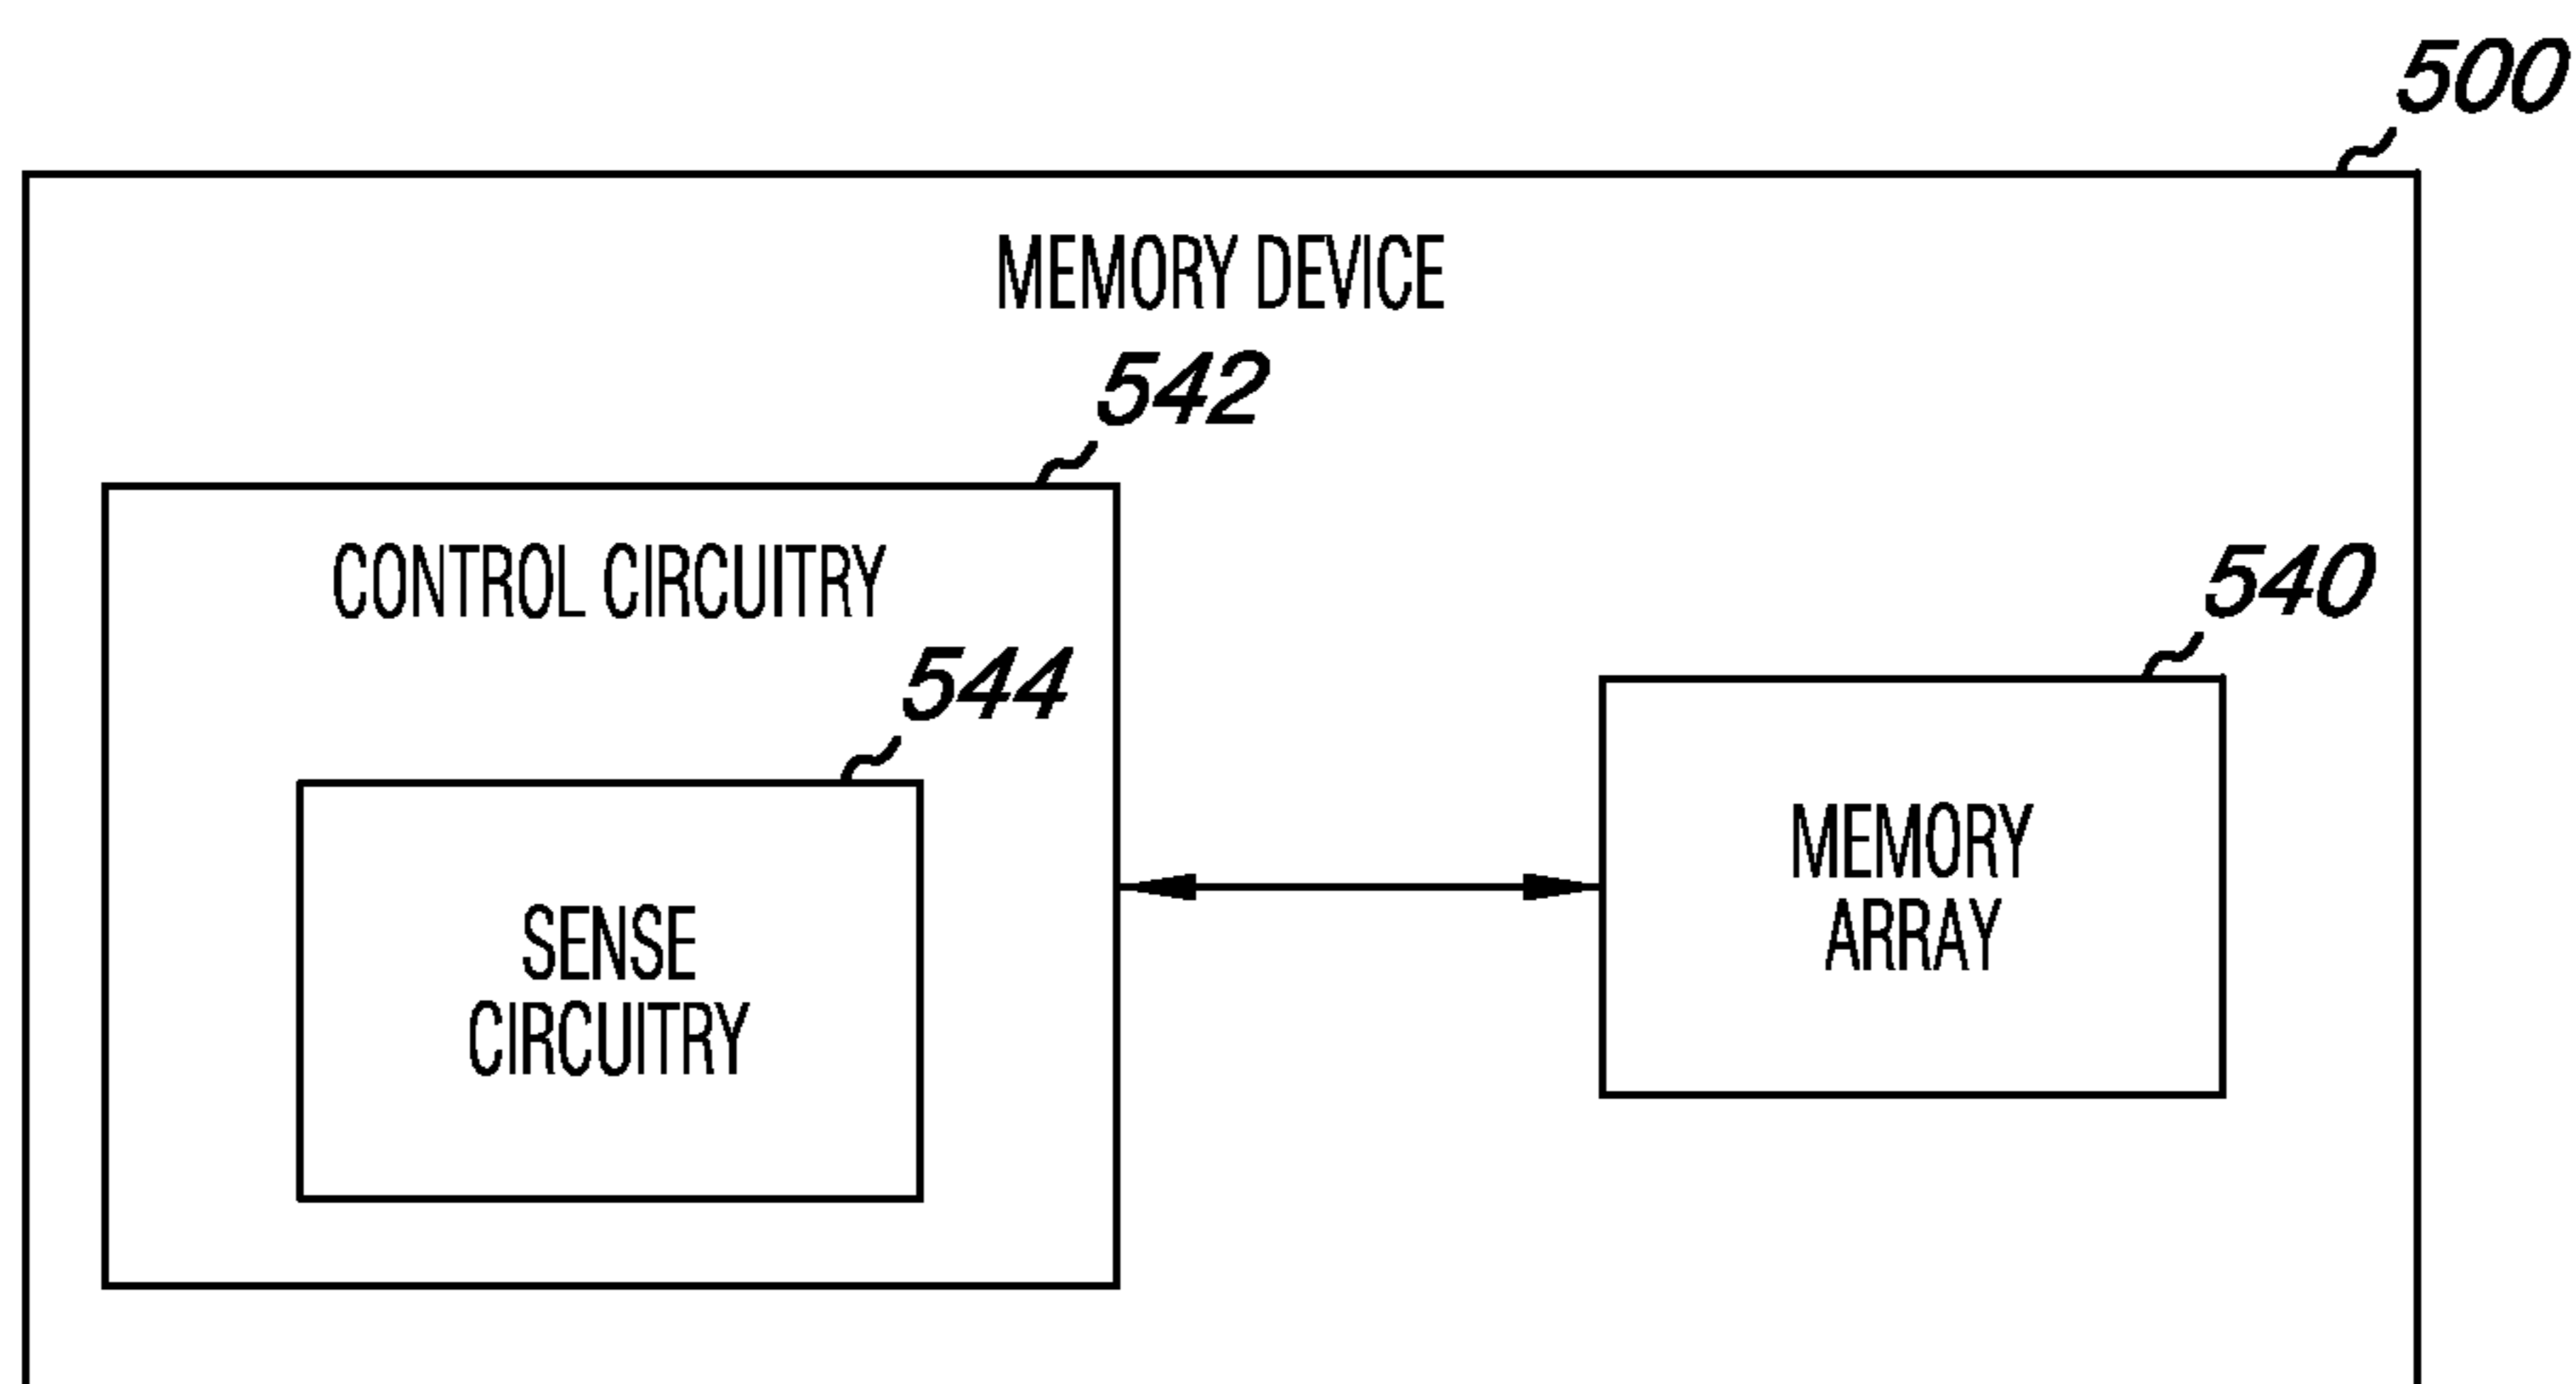 500
MEMORY DEVICE
542
CONTROL CIRCUITRY
540
544
MEMORY
ARRAY
SENSE
CIRCUITRY